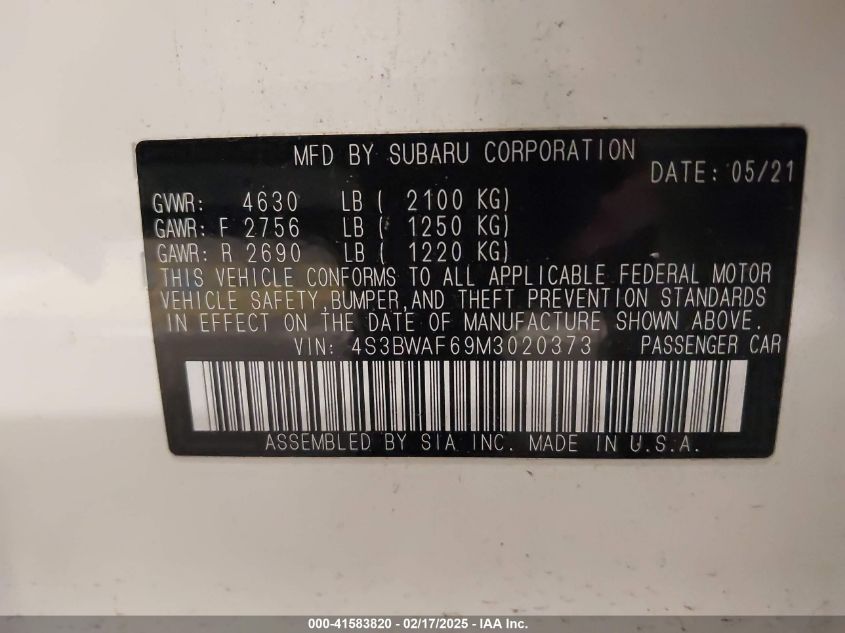 MFD BY SUBARU CORPORATION
DATE: 05/21
GVWR: 4630 LB ( 2100 KG)
GAWR: F 2756 LB ( 1250 KG)
GAWR: R 2690 LB ( 1220 KG)
THIS VEHICLE CONFORMS TO ALL APPLICABLE FEDERAL MOTOR
VEHICLE SAFETY,BUMPER,AND THEFT PREVENTION STANDARDS
IN EFFECT ON THE DATE OF MANUFACTURE SHOWN ABOVE.
VIN: 4S3BWAF69M3020373 PASSENGER CAR
ASSEMBLED BY SIA INC. MADE IN U.S.A.
000-41583820 - 02/17/2025 - IAA Inc.